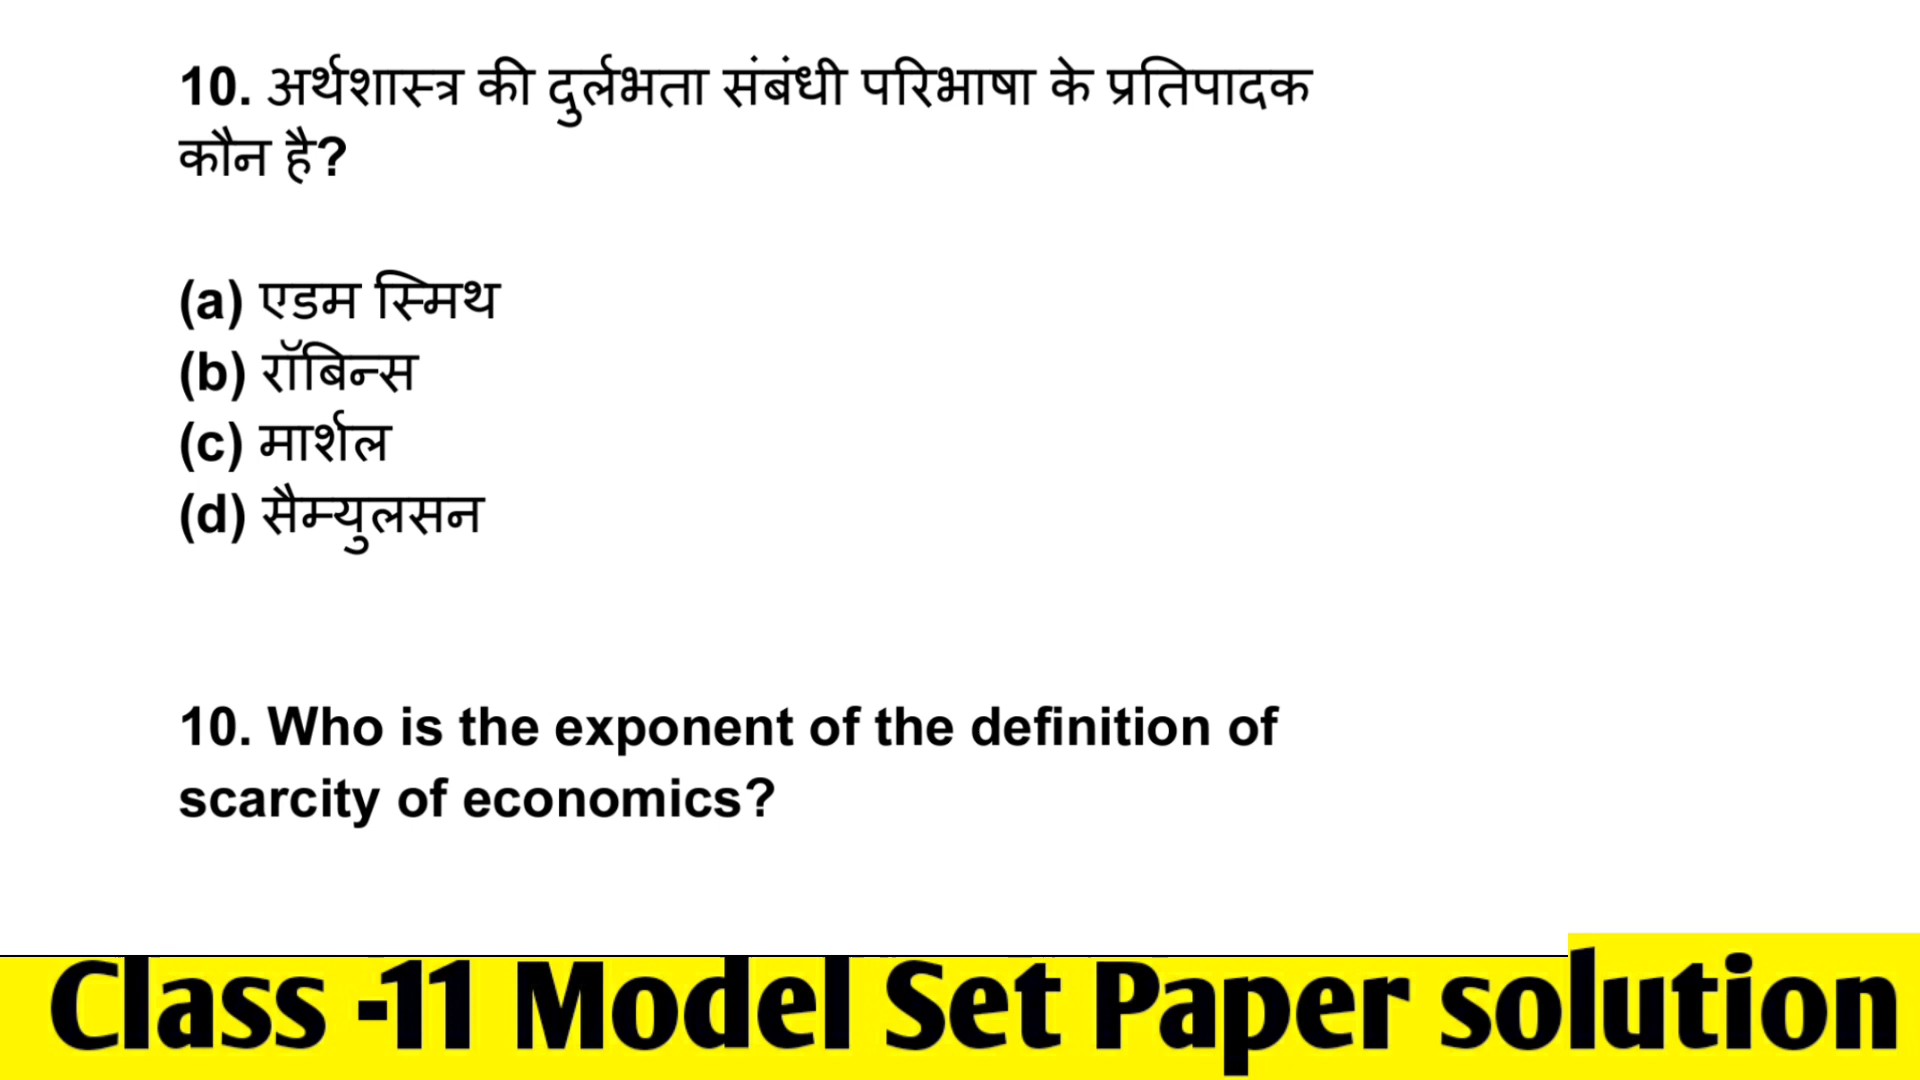 10. अर्थशास्त्र की दुर्लभता संबंधी परिभाषा के प्रतिपादक
कौन है?
(a) एडम स्मिथ
(b) रॉबिन्स
(c) मार्शल
(d) सैम्युलसन
10. Who is the exponent of the definition of
scarcity of economics?
Class -11 Model Set Paper solution